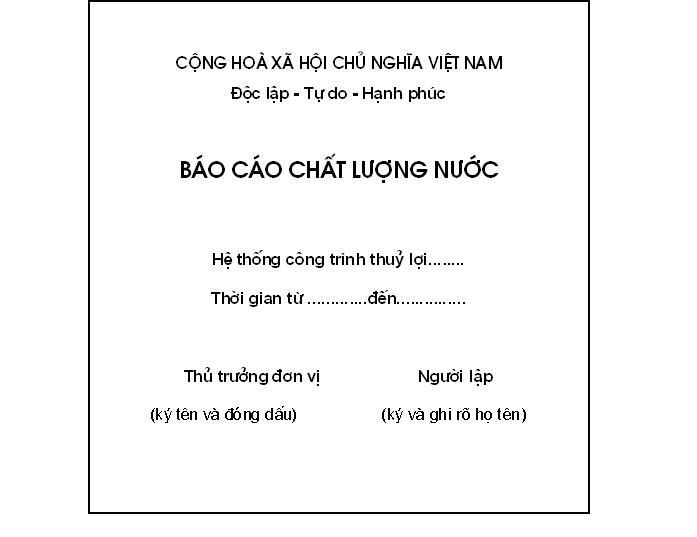 CỘNG HOÀ XÃ HỘI CHỦ NGHĨA VIỆT NAM
Độc lập - Tự do - Hạnh phúc
BÁO CÁO CHẤT LƯỢNG NƯỚC
Hệ thống công trình thuỷ lợi........
Thời gian từ .............đến...............
Thủ trưởng đơn vị Người lập
(ký tên và đóng dấu) (ký và ghi rõ họ tên)